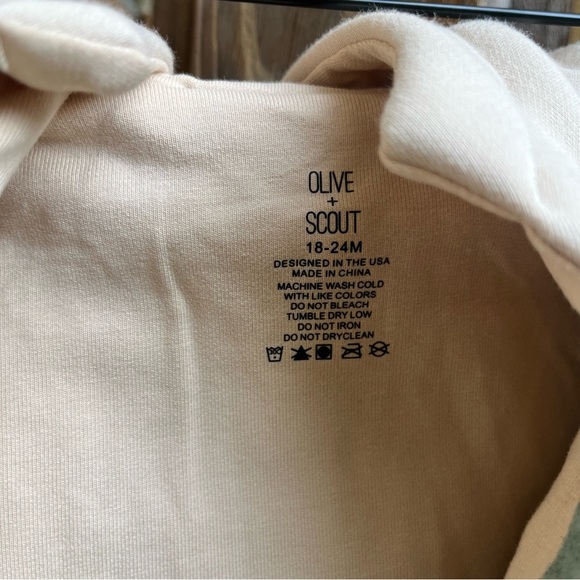 OLIVE
+
SCOUT
18-24M
DESIGNED IN THE USA
MADE IN CHINA
MACHINE WASH COLD
WITH LIKE COLORS
DO NOT BLEACH
TUMBLE DRY LOW
DO NOT IRON
DO NOT DRYCLEAN